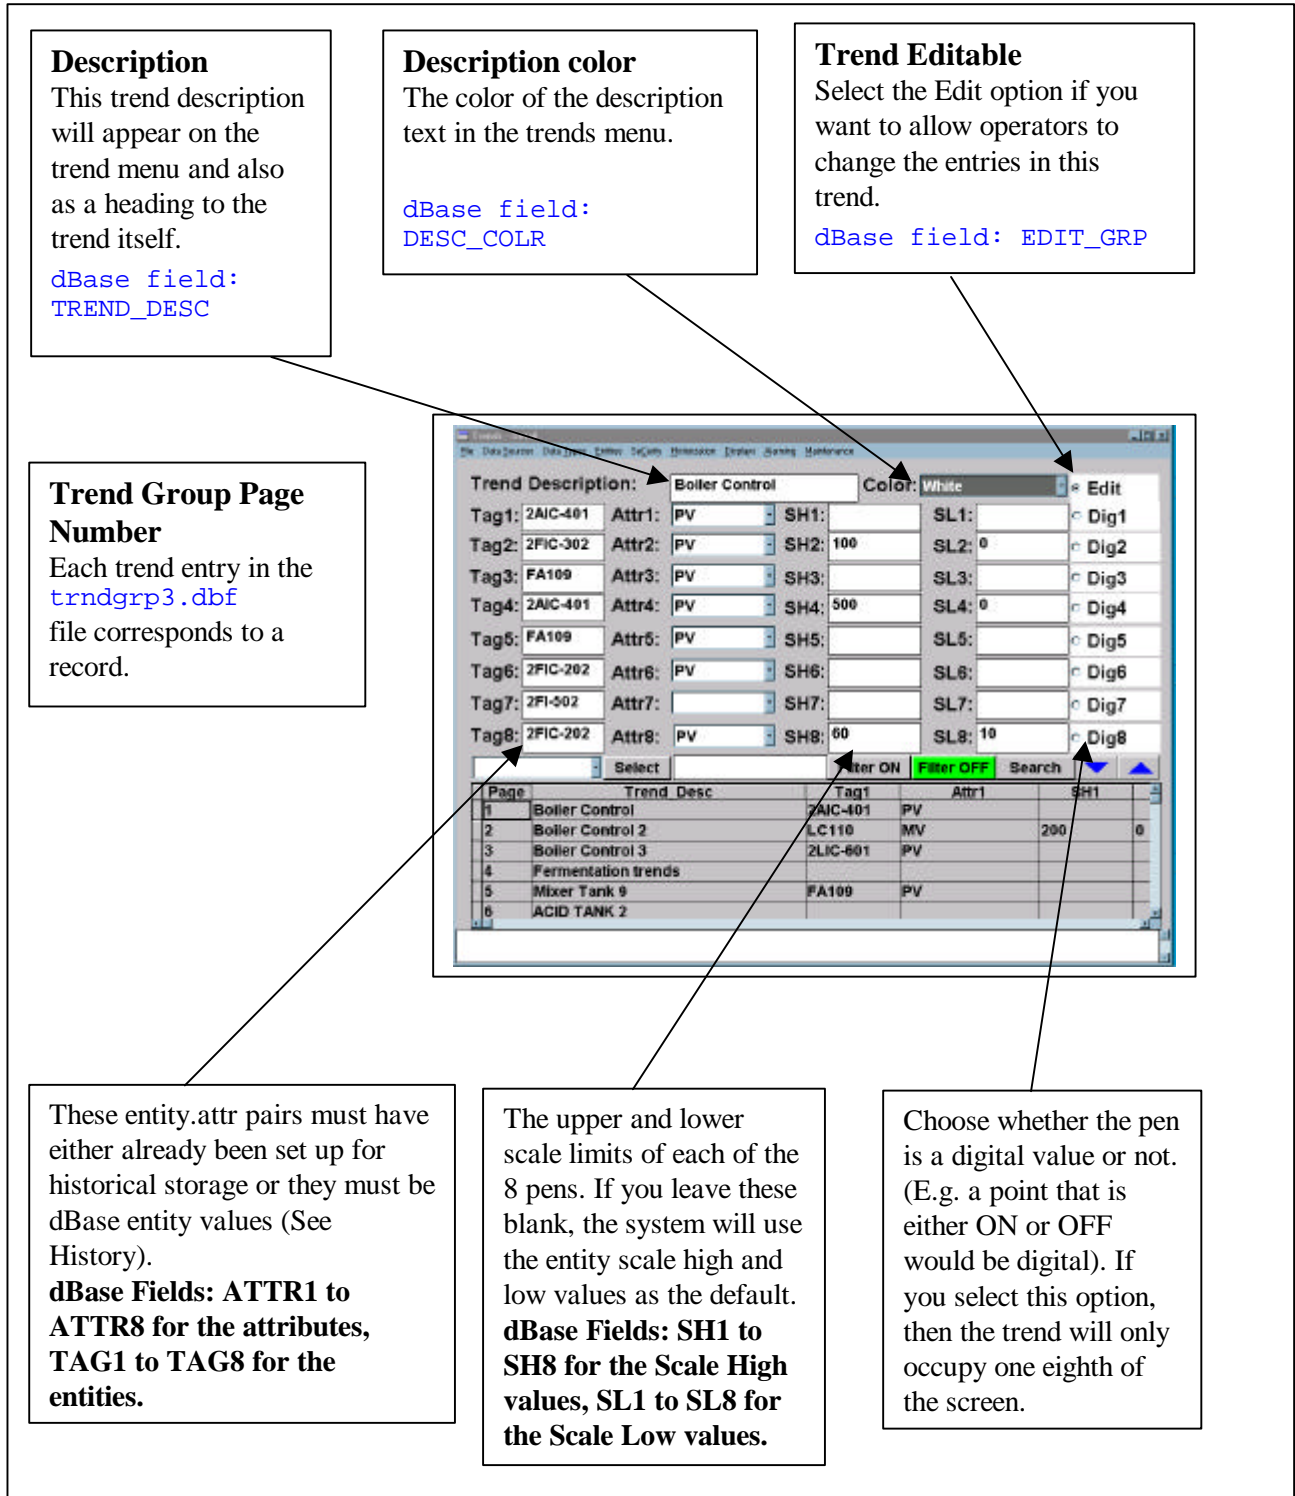 Description
This trend description
will appear on the
trend menu and also
as a heading to the
trend itself.
dBase field:
TREND_DESC
Description color
The color of the description
text in the trends menu.
dBase field:
DESC_COLR
Trend Editable
Select the Edit option if you
want to allow operators to
change the entries in this
trend.
dBase field: EDIT_GRP
Trend Group Page
Number
Each trend entry in the
trndgrp3.dbf
file corresponds to a
record.
File Data Sources Data Types Entities Security Displays Alarming Maintenance
Trend Description: Boiler Control Color: White Edit
Tag1: 2AIC-401 Attr1: PV SH1: SL1: Dig1
Tag2: 2FIC-302 Attr2: PV SH2: 100 SL2: 0 Dig2
Tag3: FA109 Attr3: PV SH3: SL3: Dig3
Tag4: 2AIC-401 Attr4: PV SH4: 500 SL4: 0 Dig4
Tag5: FA109 Attr5: PV SH5: SL5: Dig5
Tag6: 2FIC-202 Attr6: PV SH6: SL6: Dig6
Tag7: 2FI-502 Attr7: SH7: SL7: Dig7
Tag8: 2FIC-202 Attr8: PV SH8: 60 SL8: 10 Dig8
Select Filter ON Filter OFF Search
Page Trend_Desc Tag1 Attr1 SH1
1 Boiler Control 2AIC-401 PV
2 Boiler Control 2 LC110 MV 200 0
3 Boiler Control 3 2LIC-601 PV
4 Fermentation trends
5 Mixer Tank 9 FA109 PV
6 ACID TANK 2
These entity.attr pairs must have
either already been set up for
historical storage or they must be
dBase entity values (See
History).
dBase Fields: ATTR1 to
ATTR8 for the attributes,
TAG1 to TAG8 for the
entities.
The upper and lower
scale limits of each of the
8 pens. If you leave these
blank, the system will use
the entity scale high and
low values as the default.
dBase Fields: SH1 to
SH8 for the Scale High
values, SL1 to SL8 for
the Scale Low values.
Choose whether the pen
is a digital value or not.
(E.g. a point that is
either ON or OFF
would be digital). If
you select this option,
then the trend will only
occupy one eighth of
the screen.